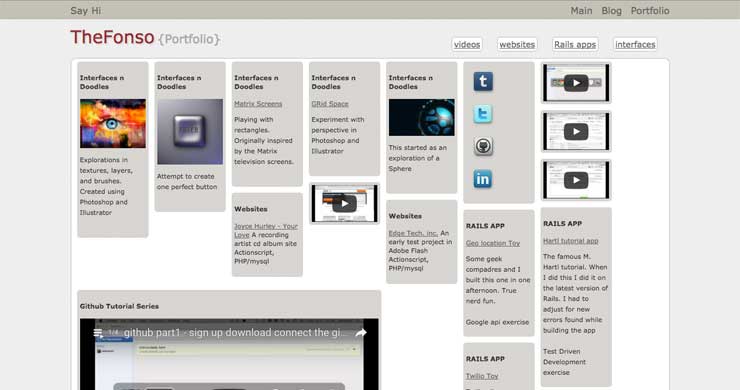 Say Hi
Main Blog Portfolio
TheFonso {Portfolio}
videos websites Rails apps interfaces
Interfaces n
Doodles
Explorations in
textures, layers,
and brushes.
Created using
Photoshop and
Illustrator
Interfaces n
Doodles
Attempt to create
one perfect button
Interfaces n
Doodles
Matrix Screens
Playing with
rectangles.
Originally inspired
by the Matrix
television screens.
Websites
Joyce Hurley - Your
Love A recording
artist cd album site
Actionscript,
PHP/mysql
Interfaces n
Doodles
GRid Space
Experiment with
perspective in
Photoshop and
Illustrator
Interfaces n
Doodles
This started as an
exploration of a
Sphere
Websites
Edge Tech, inc. An
early test project in
Adobe Flash
Actionscript,
PHP/mysql
t
in
RAILS APP
Geo location Toy
Some geek
compadres and I
built this one in one
afternoon. True
nerd fun.
Google api exercise
RAILS APP
Twilio Toy
RAILS APP
Hartl tutorial app
The famous M.
Hartl tutorial. When
I did this I did it on
the latest version of
Rails. I had to
adjust for new
errors found while
building the app
Test Driven
Development
exercise
Github Tutorial Series
1/4 github part1 - sign up download connect the gi...